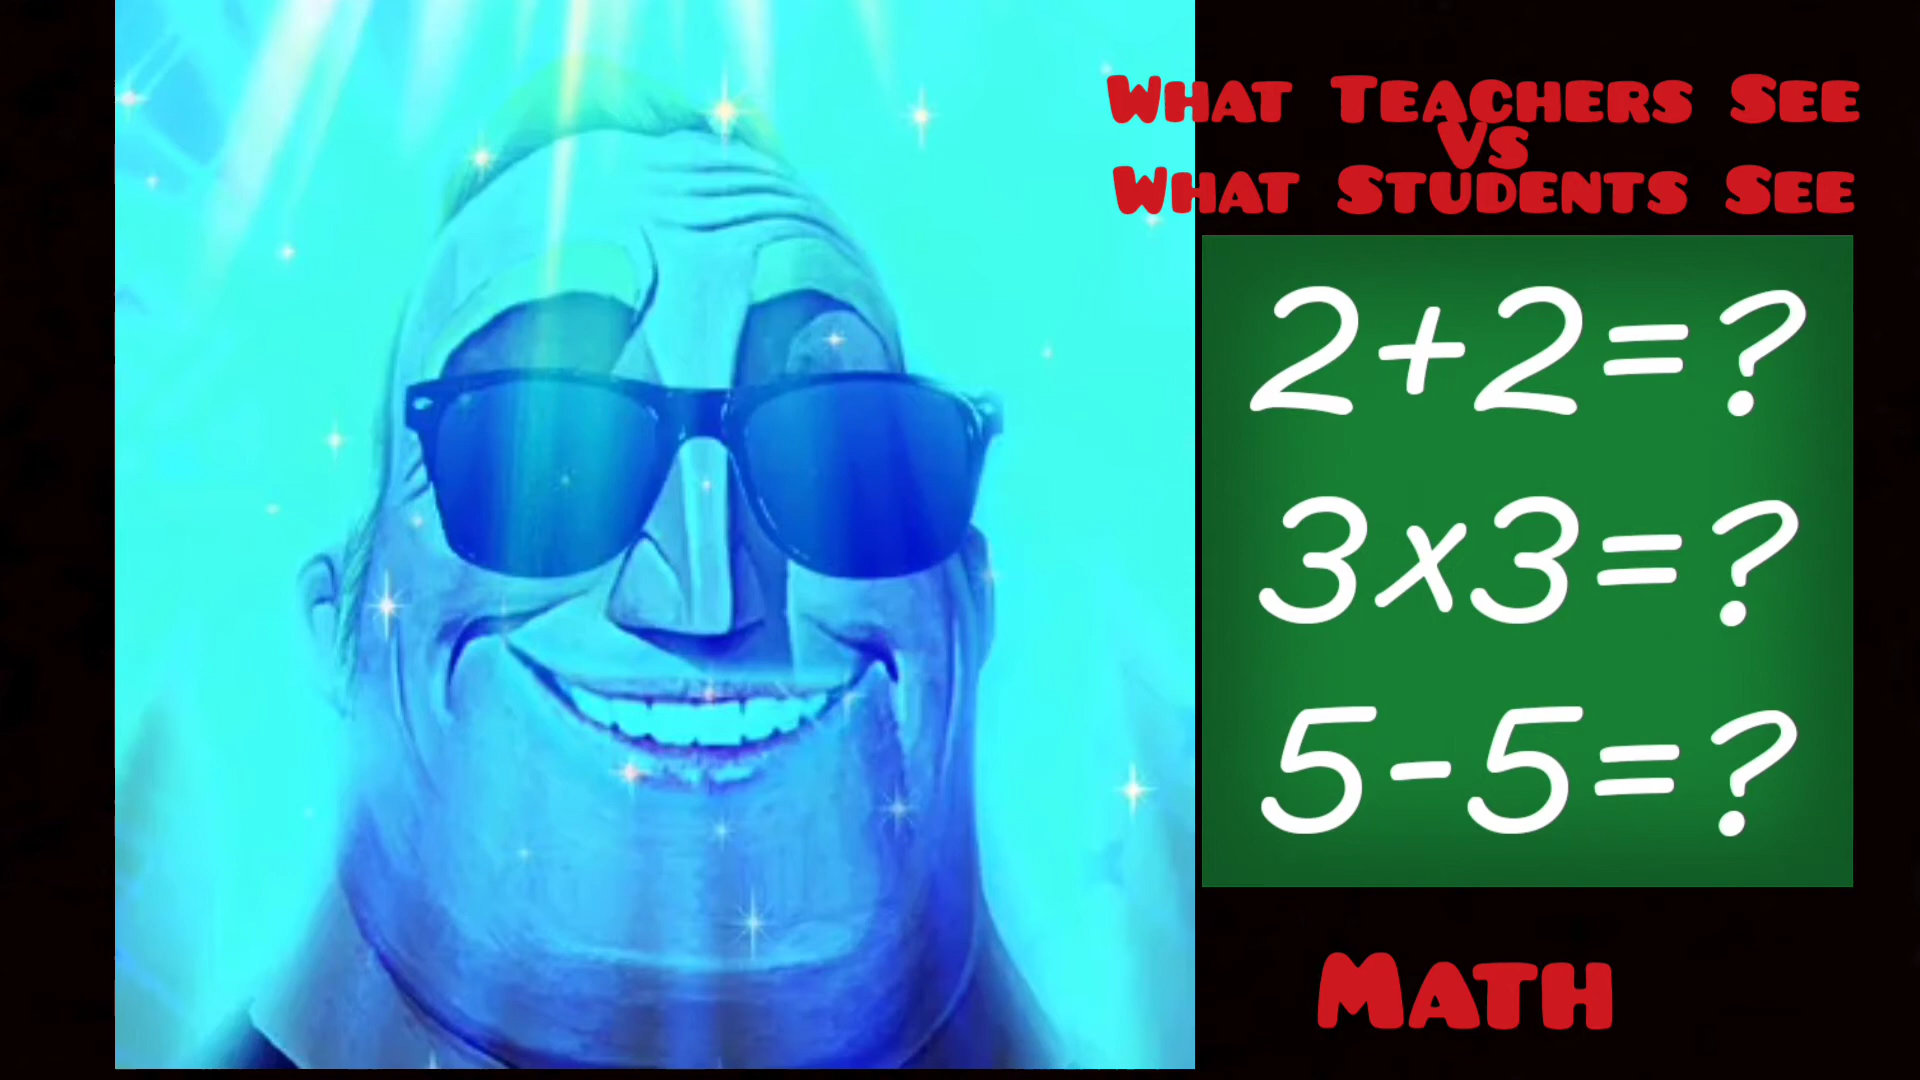 What Teachers See
Vs
What Students See
2+2=?
3x3=?
5-5=?
Math